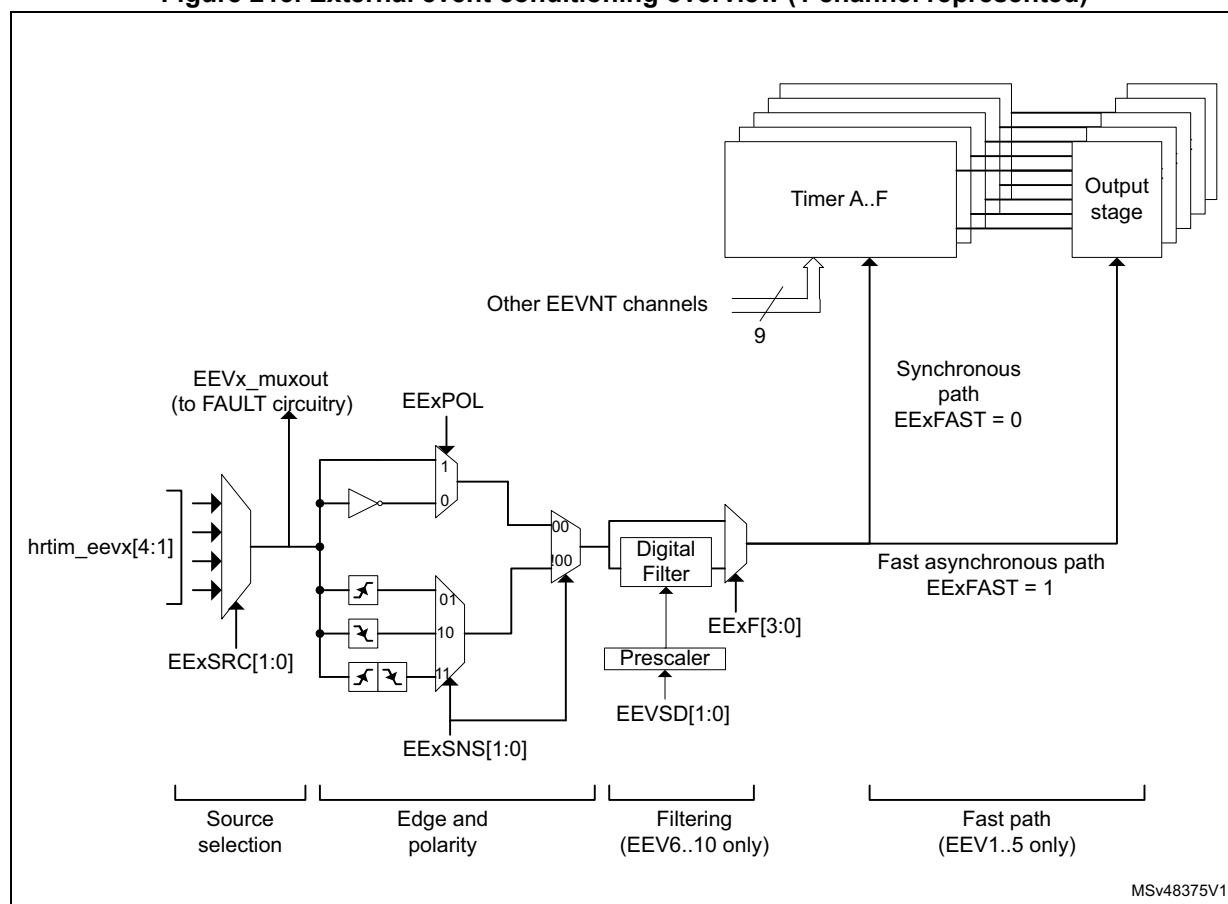 Timer A..F
Output
stage
Other EEVNT channels
9
EEVx_muxout
(to FAULT circuitry)
EExPOL
Synchronous
path
EExFAST = 0
1
0
hrtim_eevx[4:1]
00
!00
Digital
Filter
Fast asynchronous path
EExFAST = 1
01
10
11
EExF[3:0]
EExSRC[1:0]
Prescaler
EEVSD[1:0]
EExSNS[1:0]
Source
selection
Edge and
polarity
Filtering
(EEV6..10 only)
Fast path
(EEV1..5 only)
MSv48375V1